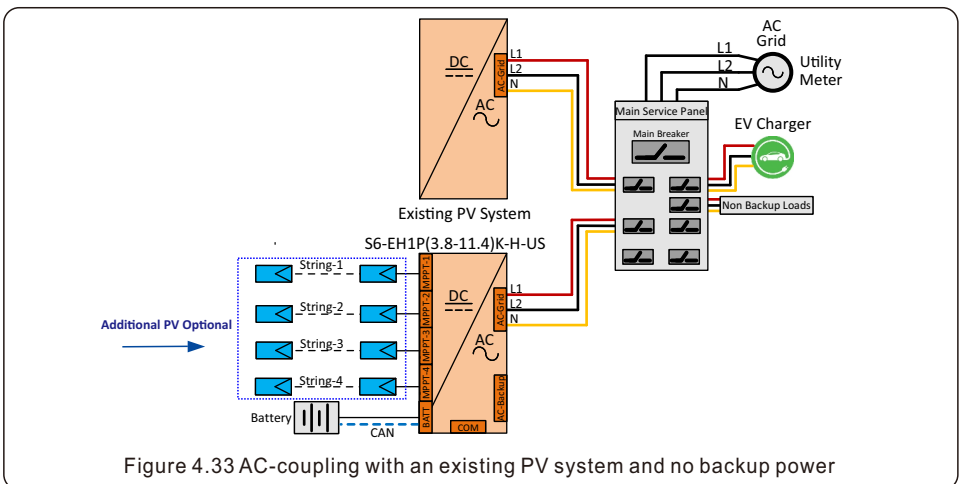 AC
Grid
L1
L2
N
Utility
Meter
DC
AC
AC-Grid
L1
L2
N
Main Service Panel
Main Breaker
EV Charger
Non Backup Loads
Existing PV System
S6-EH1P(3.8-11.4)K-H-US
Additional PV Optional
String-1
String-2
String-3
String-4
MPPT-1
MPPT-2
MPPT-3
MPPT-4
BATT
DC
AC
AC-Grid
L1
L2
N
AC-Backup
COM
Battery
CAN
Figure 4.33 AC-coupling with an existing PV system and no backup power